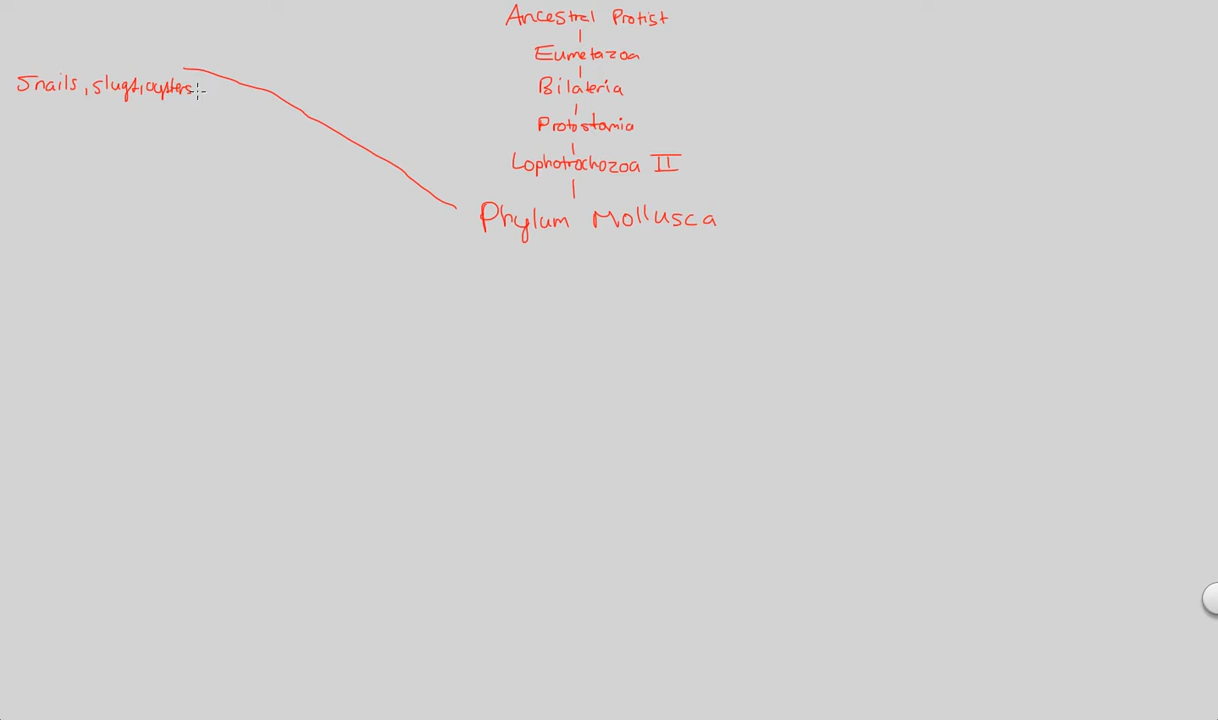 Ancestral Protist
Eumetazoa
Bilateria
Protostomia
Lophotrochozoa II
Phylum Mollusca
Snails, slugs, oysters